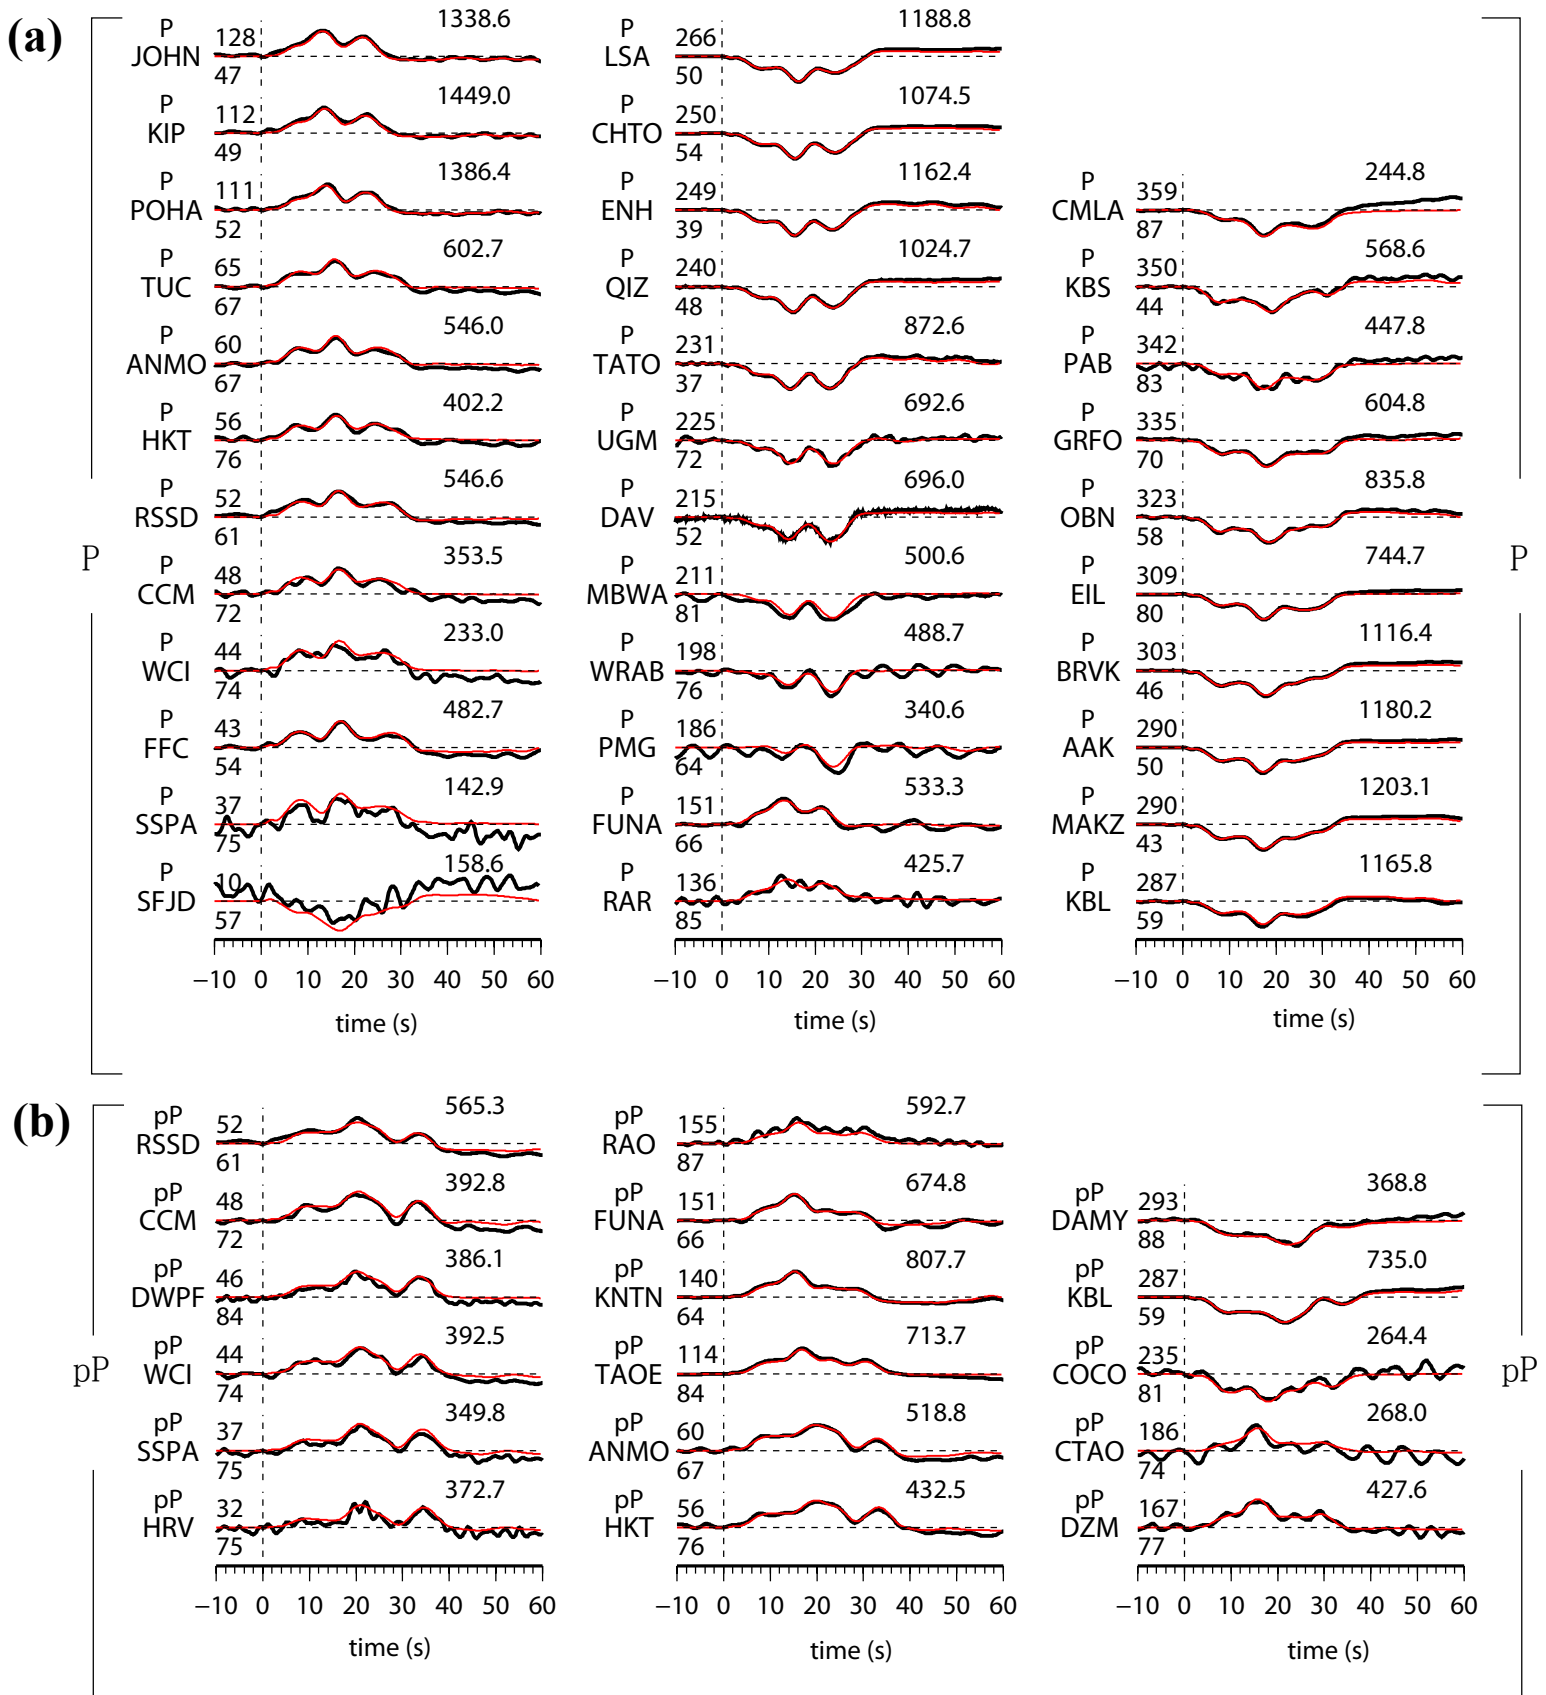 (a)
P
P
P 1338.6
JOHN 128
47
P 1449.0
KIP 112
49
P 1386.4
POHA 111
52
P 602.7
TUC 65
67
P 546.0
ANMO 60
67
P 402.2
HKT 56
76
P 546.6
RSSD 52
61
P 353.5
CCM 48
72
P 233.0
WCI 44
74
P 482.7
FFC 43
54
P 142.9
SSPA 37
75
P 158.6
SFJD 10
57
−10 0 10 20 30 40 50 60
time (s)
P 1188.8
LSA 266
50
P 1074.5
CHTO 250
54
P 1162.4
ENH 249
39
P 1024.7
QIZ 240
48
P 872.6
TATO 231
37
P 692.6
UGM 225
72
P 696.0
DAV 215
52
P 500.6
MBWA 211
81
P 488.7
WRAB 198
76
P 340.6
PMG 186
64
P 533.3
FUNA 151
66
P 425.7
RAR 136
85
−10 0 10 20 30 40 50 60
time (s)
P 244.8
CMLA 359
87
P 568.6
KBS 350
44
P 447.8
PAB 342
83
P 604.8
GRFO 335
70
P 835.8
OBN 323
58
P 744.7
EIL 309
80
P 1116.4
BRVK 303
46
P 1180.2
AAK 290
50
P 1203.1
MAKZ 290
43
P 1165.8
KBL 287
59
−10 0 10 20 30 40 50 60
time (s)
(b)
pP
pP
pP 565.3
RSSD 52
61
pP 392.8
CCM 48
72
pP 386.1
DWPF 46
84
pP 392.5
WCI 44
74
pP 349.8
SSPA 37
75
pP 372.7
HRV 32
75
−10 0 10 20 30 40 50 60
time (s)
pP 592.7
RAO 155
87
pP 674.8
FUNA 151
66
pP 807.7
KNTN 140
64
pP 713.7
TAOE 114
84
pP 518.8
ANMO 60
67
pP 432.5
HKT 56
76
−10 0 10 20 30 40 50 60
time (s)
pP 368.8
DAMY 293
88
pP 735.0
KBL 287
59
pP 264.4
COCO 235
81
pP 268.0
CTAO 186
74
pP 427.6
DZM 167
77
−10 0 10 20 30 40 50 60
time (s)